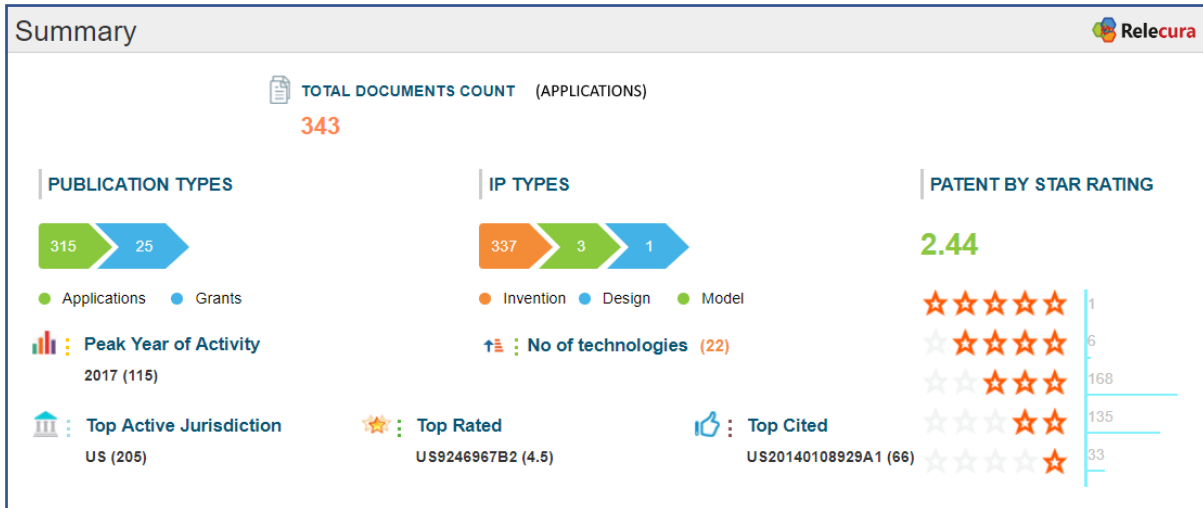 Summary
Relecura
TOTAL DOCUMENTS COUNT (APPLICATIONS)
343
PUBLICATION TYPES
315 25
Applications Grants
IP TYPES
337 3 1
Invention Design Model
PATENT BY STAR RATING
2.44
1
6
168
135
33
Peak Year of Activity
2017 (115)
No of technologies (22)
Top Active Jurisdiction
US (205)
Top Rated
US9246967B2 (4.5)
Top Cited
US20140108929A1 (66)